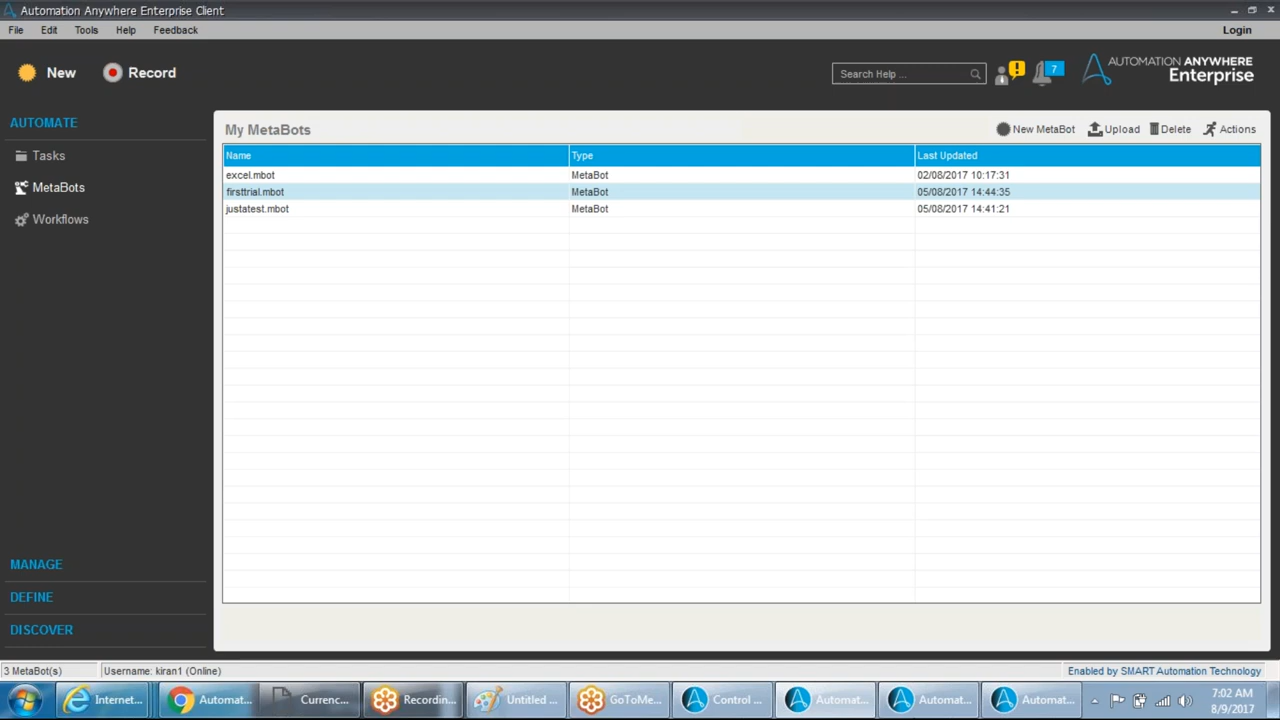 Automation Anywhere Enterprise Client
File Edit Tools Help Feedback Login
New Record Search Help ... 7 AUTOMATION ANYWHERE
Enterprise
AUTOMATE
Tasks
MetaBots
Workflows
My MetaBots New MetaBot Upload Delete Actions
Name Type Last Updated
excel.mbot MetaBot 02/08/2017 10:17:31
firsttrial.mbot MetaBot 05/08/2017 14:44:35
justatest.mbot MetaBot 05/08/2017 14:41:21
MANAGE
DEFINE
DISCOVER
3 MetaBot(s) Username: kiran1 (Online) Enabled by SMART Automation Technology
Internet... Automat... Currenc... Recordin... Untitled ... GoToMe... Control ... Automat... Automat... Automat... 7:02 AM
8/9/2017